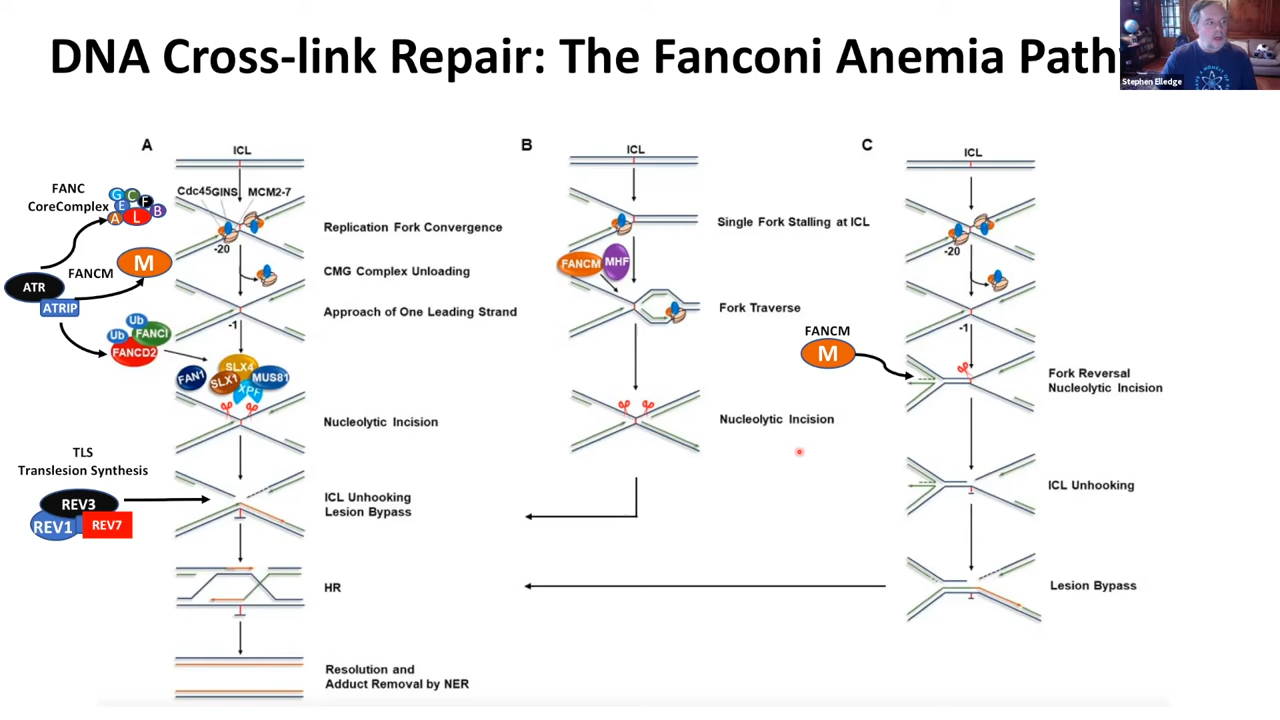 DNA Cross-link Repair: The Fanconi Anemia Path
Stephen Elledge
A
ICL
FANC
CoreComplex
G
C
F
E
B
A
L
Cdc45
GINS
MCM2-7
-20
Replication Fork Convergence
FANCM
M
ATR
ATRIP
CMG Complex Unloading
Approach of One Leading Strand
-1
Ub
Ub
FANCI
FANCD2
FAN1
SLX4
SLX1
MUS81
XPF
Nucleolytic Incision
TLS
Translesion Synthesis
REV3
REV1
REV7
ICL Unhooking
Lesion Bypass
HR
Resolution and
Adduct Removal by NER
B
ICL
Single Fork Stalling at ICL
FANCM
MHF
Fork Traverse
Nucleolytic Incision
C
ICL
-20
-1
FANCM
M
Fork Reversal
Nucleolytic Incision
ICL Unhooking
Lesion Bypass